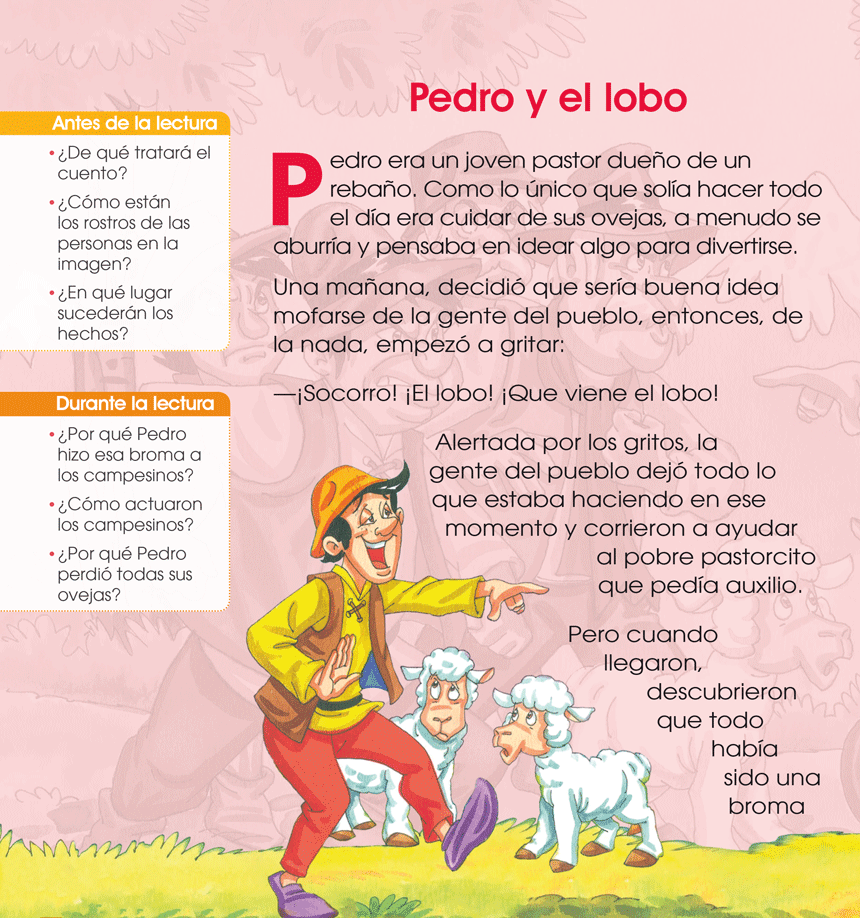 Pedro y el lobo
Antes de la lectura
• ¿De qué tratará el
cuento?
• ¿Cómo están
los rostros de las
personas en la
imagen?
• ¿En qué lugar
sucederán los
hechos?
Durante la lectura
• ¿Por qué Pedro
hizo esa broma a
los campesinos?
• ¿Cómo actuaron
los campesinos?
• ¿Por qué Pedro
perdió todas sus
ovejas?
Pedro era un joven pastor dueño de un
rebaño. Como lo único que solía hacer todo
el día era cuidar de sus ovejas, a menudo se
aburría y pensaba en idear algo para divertirse.
Una mañana, decidió que sería buena idea
mofarse de la gente del pueblo, entonces, de
la nada, empezó a gritar:
—¡Socorro! ¡El lobo! ¡Que viene el lobo!
Alertada por los gritos, la
gente del pueblo dejó todo lo
que estaba haciendo en ese
momento y corrieron a ayudar
al pobre pastorcito
que pedía auxilio.
Pero cuando
llegaron,
descubrieron
que todo
había
sido una
broma